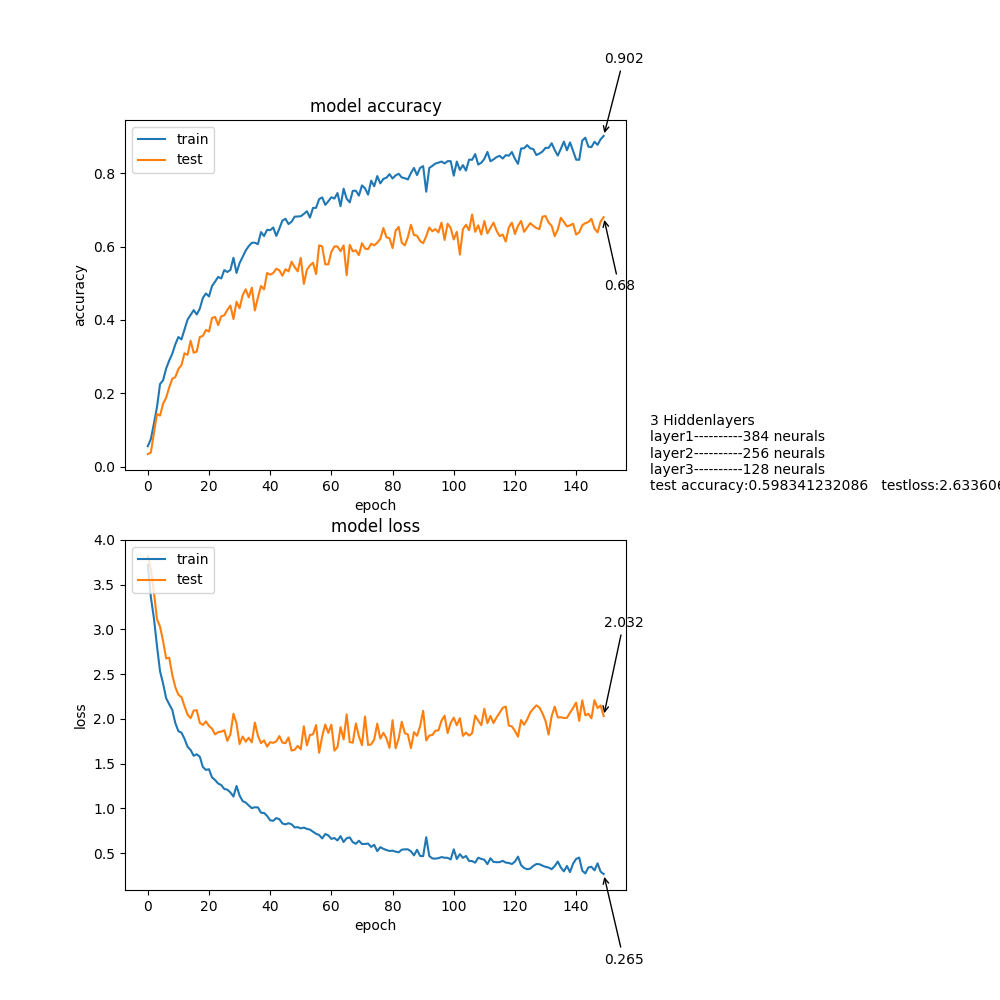 0.902
model accuracy
train
test
0.8
0.6
0.4
0.2
0.0
accuracy
0.68
0 20 40 60 80 100 120 140
epoch
3 Hiddenlayers
layer1----------384 neurals
layer2----------256 neurals
layer3----------128 neurals
test accuracy:0.598341232086 testloss:2.633606
model loss
train
test
4.0
3.5
3.0
2.5
2.0
1.5
1.0
0.5
loss
2.032
0 20 40 60 80 100 120 140
epoch
0.265